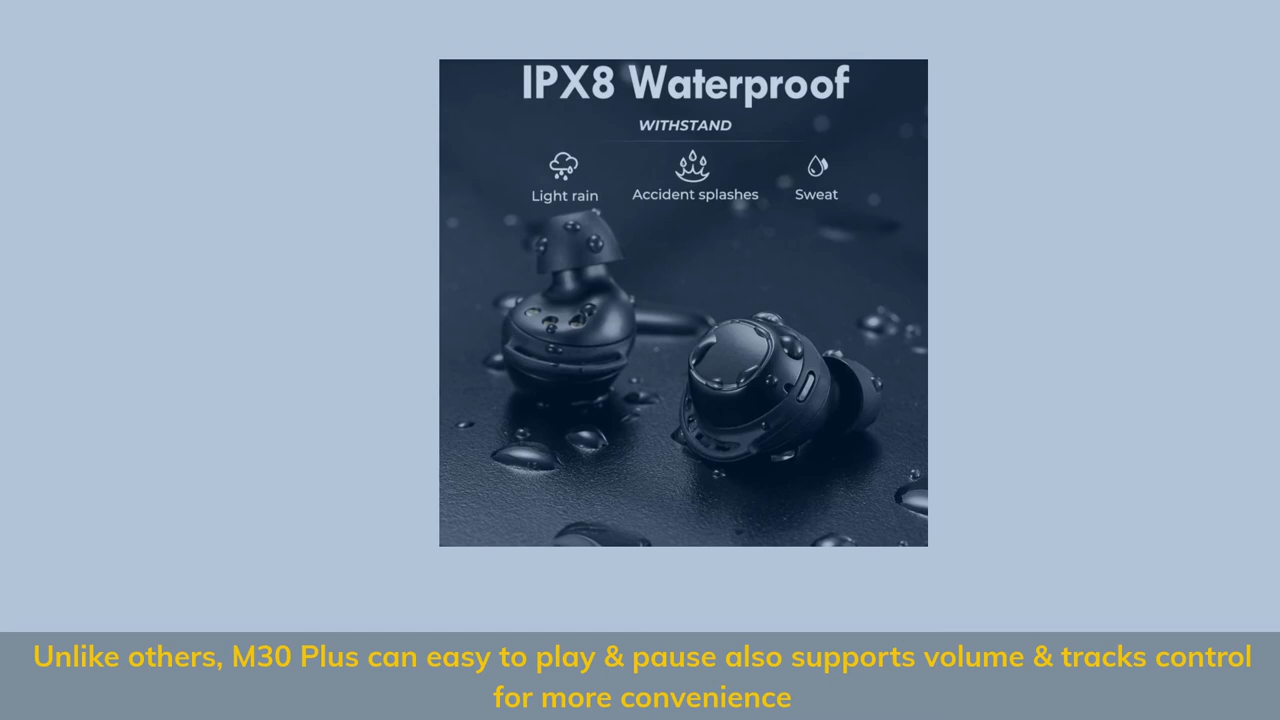 IPX8 Waterproof
WITHSTAND
Light rain Accident splashes Sweat
Unlike others, M30 Plus can easy to play & pause also supports volume & tracks control
for more convenience